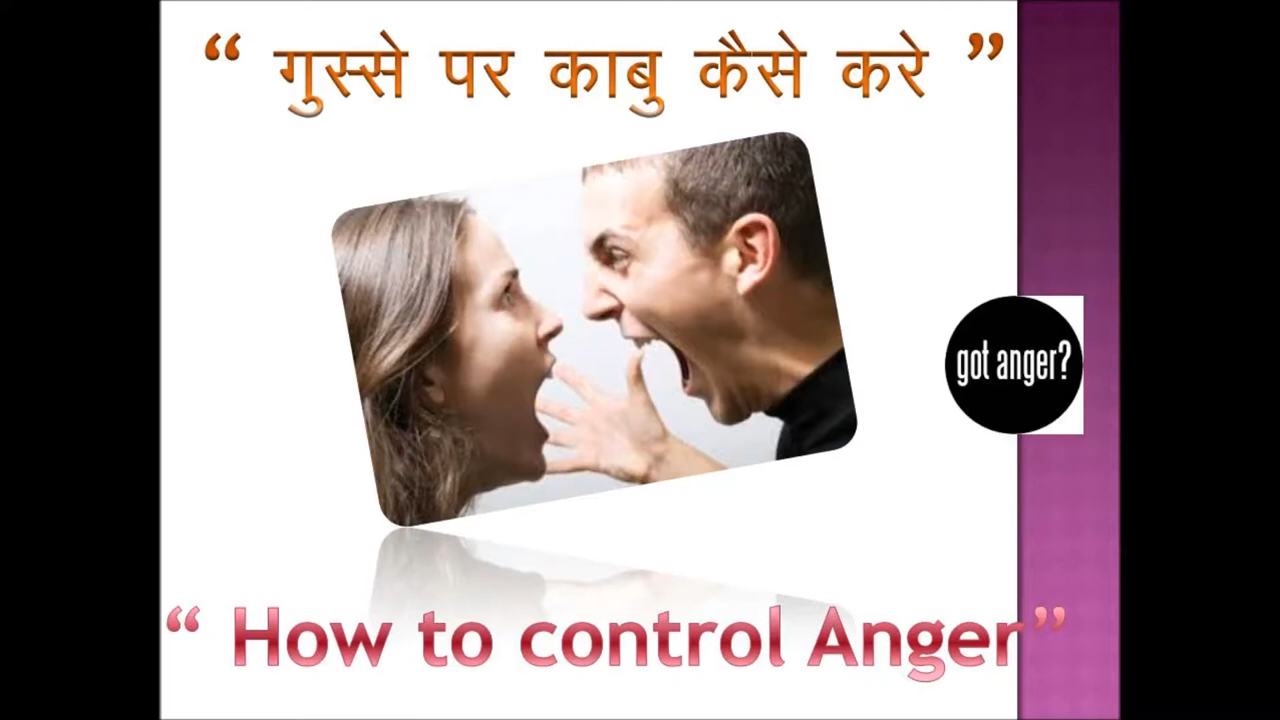 “ गुस्से पर काबु कैसे करे ”
got anger?
“ How to control Anger”